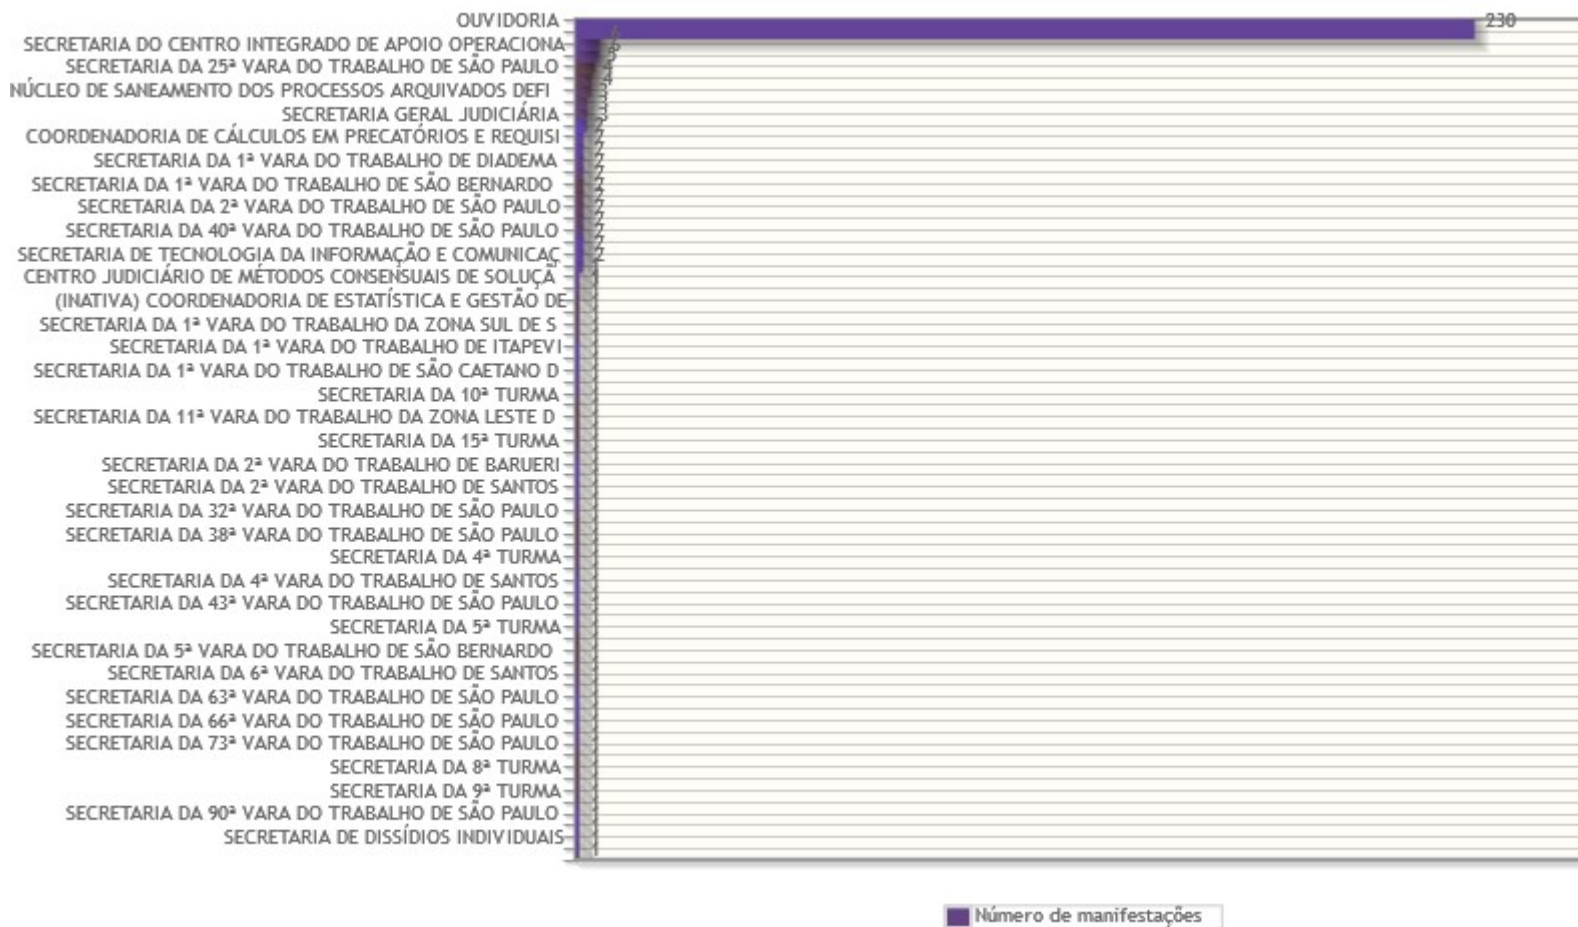 OUVIDORIA 230
SECRETARIA DO CENTRO INTEGRADO DE APOIO OPERACIONA
SECRETARIA DA 25ª VARA DO TRABALHO DE SÃO PAULO
NÚCLEO DE SANEAMENTO DOS PROCESSOS ARQUIVADOS DEFI
SECRETARIA GERAL JUDICIÁRIA 3
COORDENADORIA DE CÁLCULOS EM PRECATÓRIOS E REQUISI 2
SECRETARIA DA 1ª VARA DO TRABALHO DE DIADEMA 2
SECRETARIA DA 1ª VARA DO TRABALHO DE SÃO BERNARDO 2
SECRETARIA DA 2ª VARA DO TRABALHO DE SÃO PAULO 2
SECRETARIA DA 40ª VARA DO TRABALHO DE SÃO PAULO 2
SECRETARIA DE TECNOLOGIA DA INFORMAÇÃO E COMUNICAÇ 2
CENTRO JUDICIÁRIO DE MÉTODOS CONSENSUAIS DE SOLUÇÃ
(INATIVA) COORDENADORIA DE ESTATÍSTICA E GESTÃO DE
SECRETARIA DA 1ª VARA DO TRABALHO DA ZONA SUL DE S
SECRETARIA DA 1ª VARA DO TRABALHO DE ITAPEVI
SECRETARIA DA 1ª VARA DO TRABALHO DE SÃO CAETANO D
SECRETARIA DA 10ª TURMA
SECRETARIA DA 11ª VARA DO TRABALHO DA ZONA LESTE D
SECRETARIA DA 15ª TURMA
SECRETARIA DA 2ª VARA DO TRABALHO DE BARUERI
SECRETARIA DA 2ª VARA DO TRABALHO DE SANTOS
SECRETARIA DA 32ª VARA DO TRABALHO DE SÃO PAULO
SECRETARIA DA 38ª VARA DO TRABALHO DE SÃO PAULO
SECRETARIA DA 4ª TURMA
SECRETARIA DA 4ª VARA DO TRABALHO DE SANTOS
SECRETARIA DA 43ª VARA DO TRABALHO DE SÃO PAULO
SECRETARIA DA 5ª TURMA
SECRETARIA DA 5ª VARA DO TRABALHO DE SÃO BERNARDO
SECRETARIA DA 6ª VARA DO TRABALHO DE SANTOS
SECRETARIA DA 63ª VARA DO TRABALHO DE SÃO PAULO
SECRETARIA DA 66ª VARA DO TRABALHO DE SÃO PAULO
SECRETARIA DA 73ª VARA DO TRABALHO DE SÃO PAULO
SECRETARIA DA 8ª TURMA
SECRETARIA DA 9ª TURMA
SECRETARIA DA 90ª VARA DO TRABALHO DE SÃO PAULO
SECRETARIA DE DISSÍDIOS INDIVIDUAIS
Número de manifestações